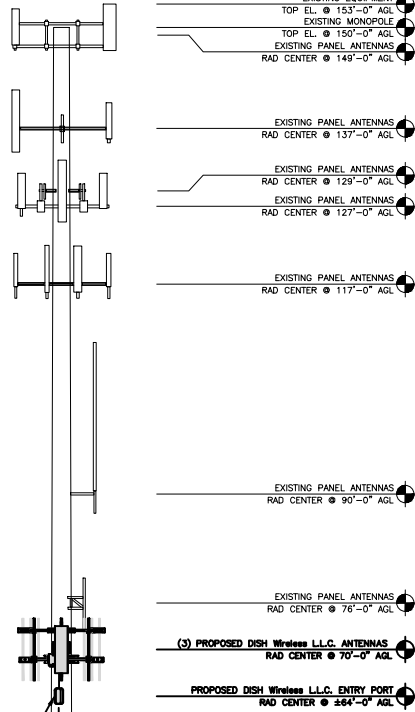 EXISTING EQUIPMENT
TOP EL. @ 153'-0" AGL
EXISTING MONOPOLE
TOP EL. @ 150'-0" AGL
EXISTING PANEL ANTENNAS
RAD CENTER @ 149'-0" AGL
EXISTING PANEL ANTENNAS
RAD CENTER @ 137'-0" AGL
EXISTING PANEL ANTENNAS
RAD CENTER @ 129'-0" AGL
EXISTING PANEL ANTENNAS
RAD CENTER @ 127'-0" AGL
EXISTING PANEL ANTENNAS
RAD CENTER @ 117'-0" AGL
EXISTING PANEL ANTENNAS
RAD CENTER @ 90'-0" AGL
EXISTING PANEL ANTENNAS
RAD CENTER @ 76'-0" AGL
(3) PROPOSED DISH Wireless L.L.C. ANTENNAS
RAD CENTER @ 70'-0" AGL
PROPOSED DISH Wireless L.L.C. ENTRY PORT
RAD CENTER @ ±64'-0" AGL